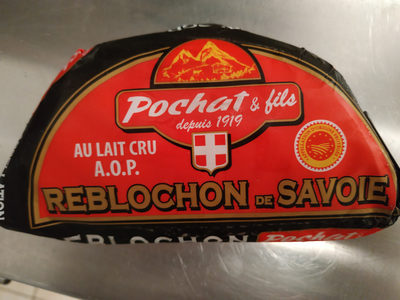 Pochat & fils
depuis 1919
AU LAIT CRU
A.O.P.
REBLOCHON DE SAVOIE
REBLOCHON Pochat